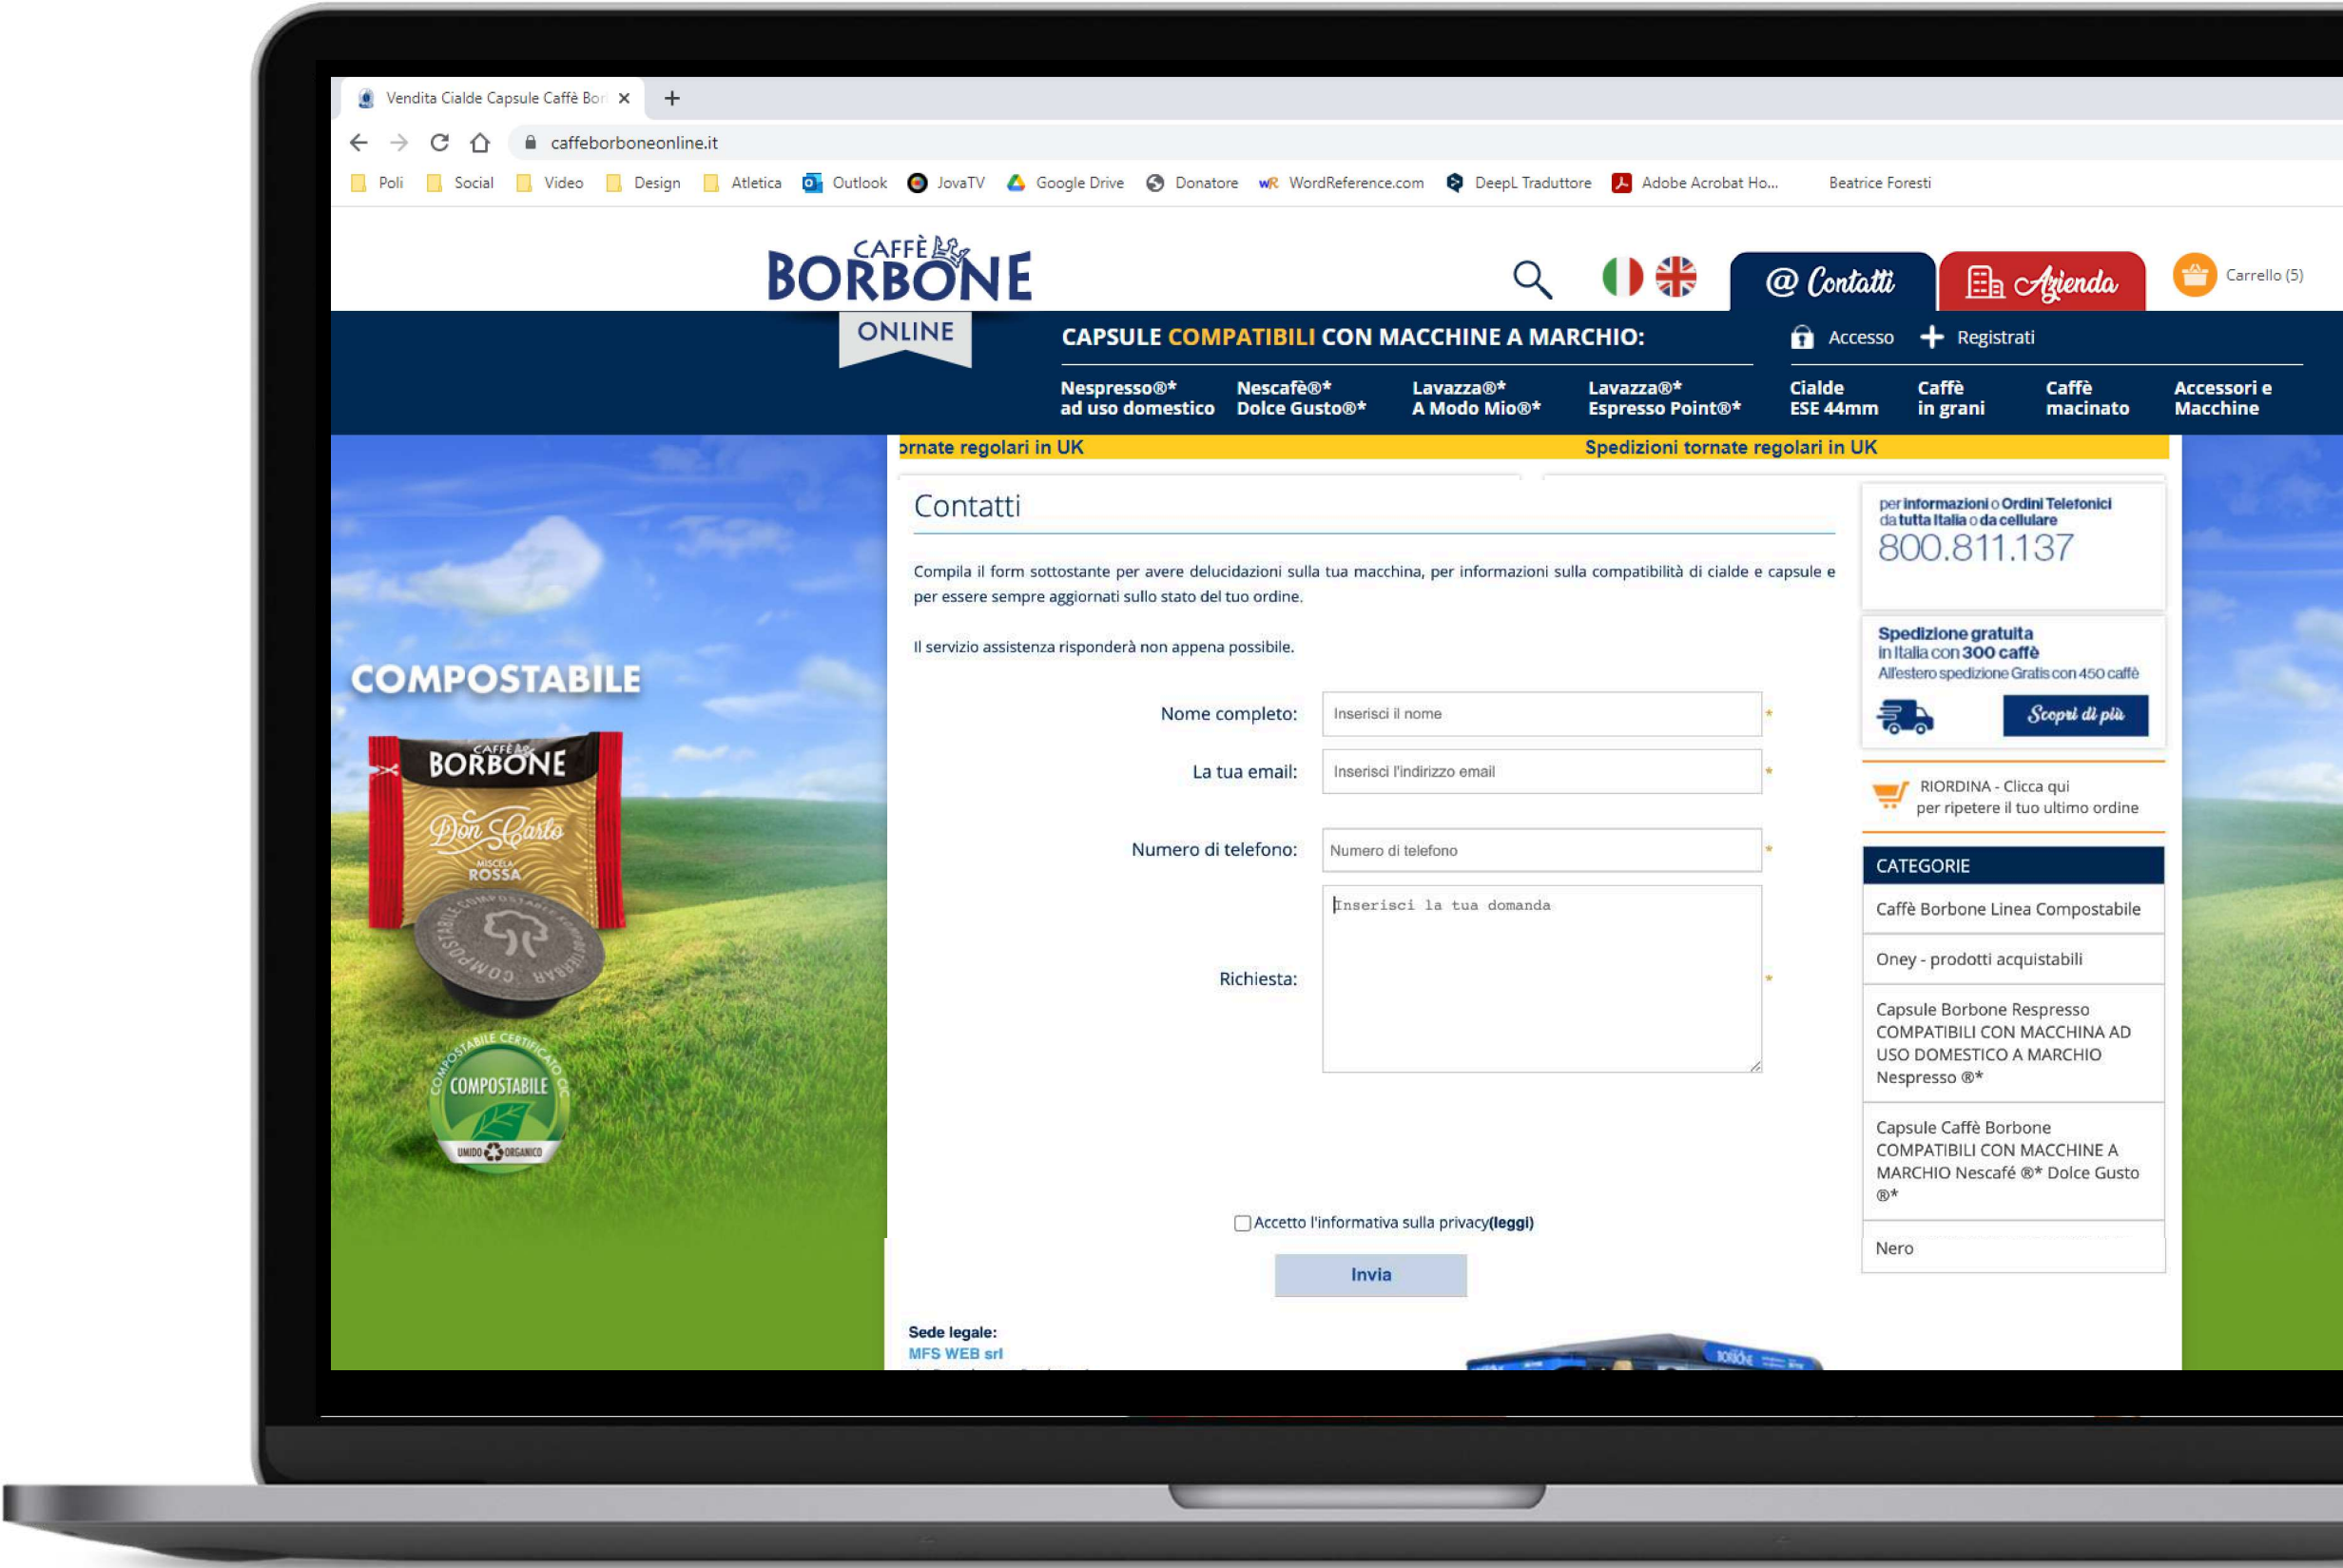 Vendita Cialde Capsule Caffè Bor
caffeborboneonline.it
Poli Social Video Design Atletica Outlook JovaTV Google Drive Donatore WordReference.com DeepL Traduttore Adobe Acrobat Ho... Beatrice Foresti
CAFFÈ
BORBONE
ONLINE
@ Contatti
Azienda
Carrello (5)
CAPSULE COMPATIBILI CON MACCHINE A MARCHIO:
Accesso + Registrati
Nespresso®*
ad uso domestico
Nescafè®*
Dolce Gusto®*
Lavazza®*
A Modo Mio®*
Lavazza®*
Espresso Point®*
Cialde
ESE 44mm
Caffè
in grani
Caffè
macinato
Accessori e
Macchine
ornate regolari in UK
Spedizioni tornate regolari in UK
COMPOSTABILE
CAFFÈ
BORBONE
Don Carlo
MISCELA
ROSSA
COMPOSTABILE
COMPOSTABILE CERTIFICATO CIC
COMPOSTABILE
UMIDO ORGANICO
Contatti
Compila il form sottostante per avere delucidazioni sulla tua macchina, per informazioni sulla compatibilità di cialde e capsule e
per essere sempre aggiornati sullo stato del tuo ordine.
Il servizio assistenza risponderà non appena possibile.
Nome completo: Inserisci il nome *
La tua email: Inserisci l'indirizzo email *
Numero di telefono: Numero di telefono *
Inserisci la tua domanda
Richiesta: *
Accetto l'informativa sulla privacy(leggi)
Invia
Sede legale:
MFS WEB srl
per informazioni o Ordini Telefonici
da tutta Italia o da cellulare
800.811.137
Spedizione gratuita
in Italia con 300 caffè
All'estero spedizione Gratis con 450 caffè
Scopri di più
RIORDINA - Clicca qui
per ripetere il tuo ultimo ordine
CATEGORIE
Caffè Borbone Linea Compostabile
Oney - prodotti acquistabili
Capsule Borbone Respresso
COMPATIBILI CON MACCHINA AD
USO DOMESTICO A MARCHIO
Nespresso ®*
Capsule Caffè Borbone
COMPATIBILI CON MACCHINE A
MARCHIO Nescafé ®* Dolce Gusto
®*
Nero
BORBONE